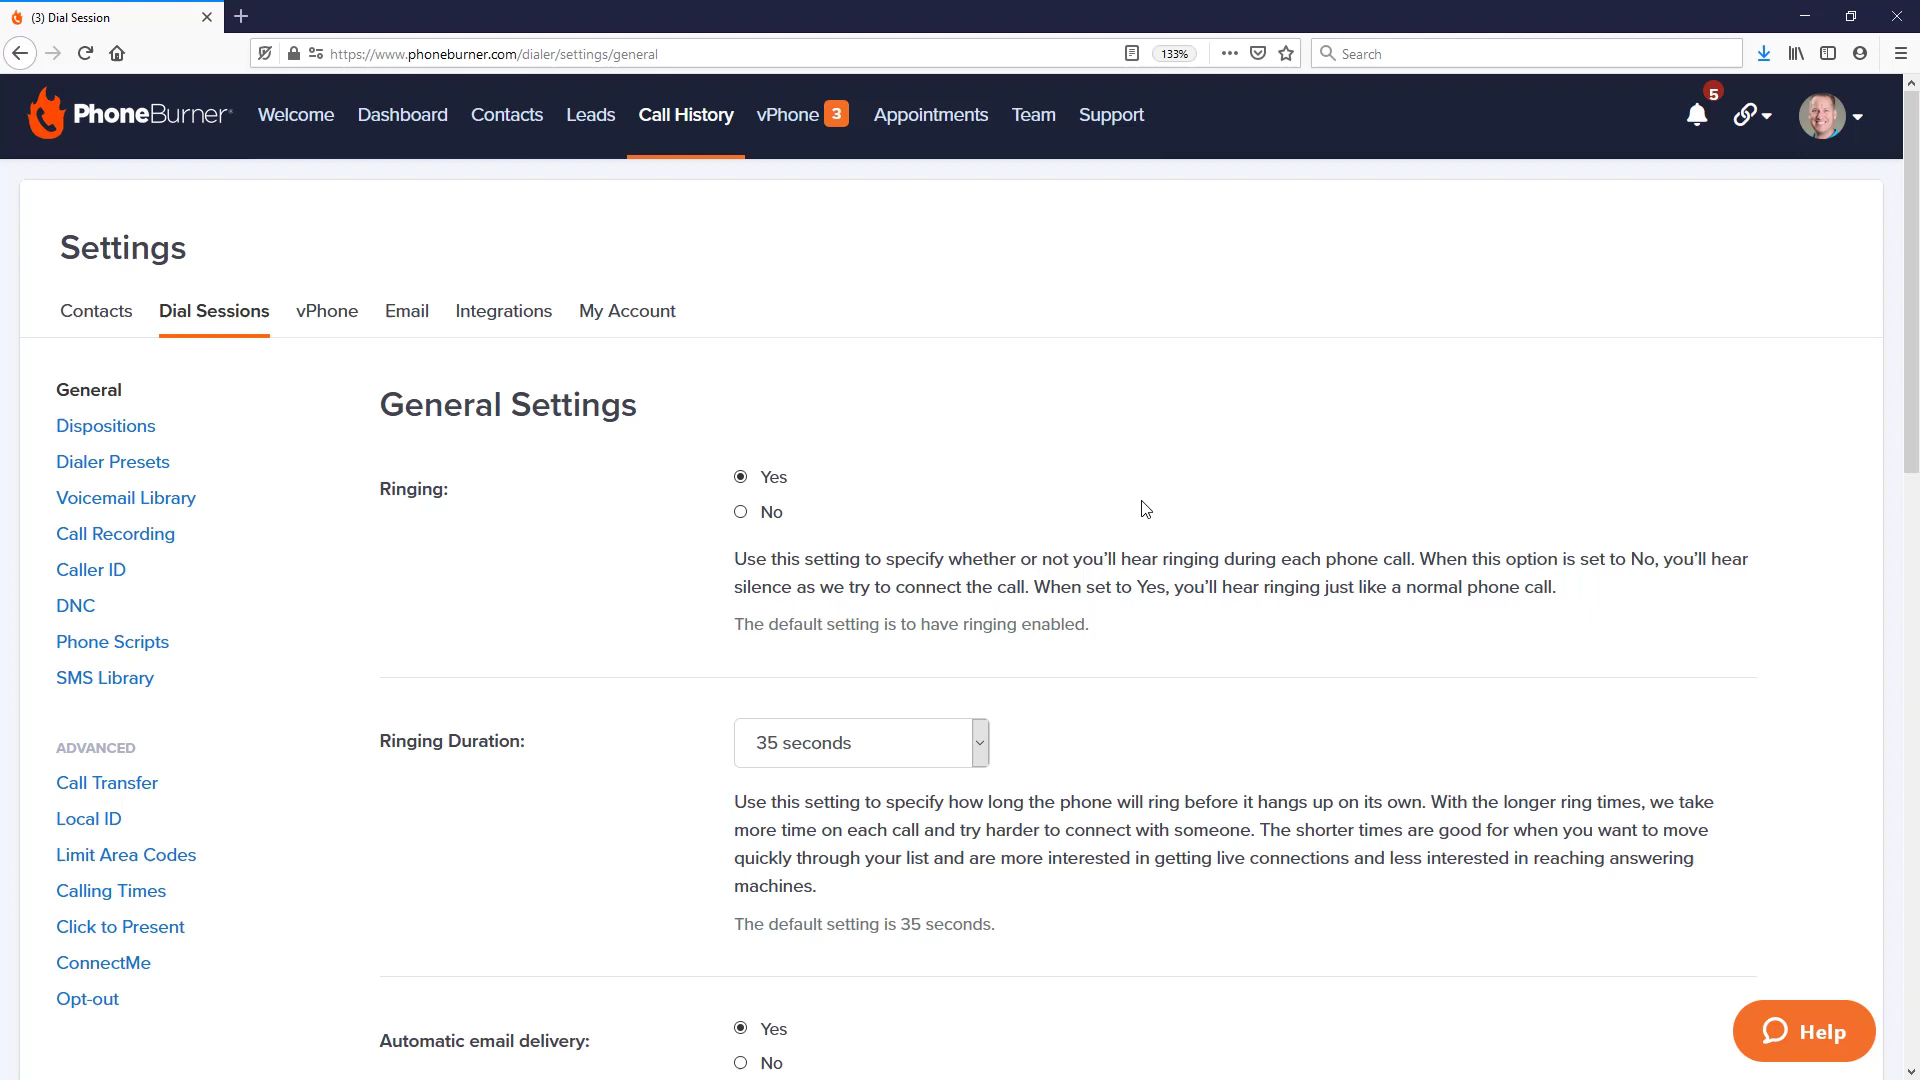 (3) Dial Session
https://www.phoneburner.com/dialer/settings/general
133%
Search
PhoneBurner
Welcome
Dashboard
Contacts
Leads
Call History
vPhone 3
Appointments
Team
Support
5
Settings
Contacts
Dial Sessions
vPhone
Email
Integrations
My Account
General
Dispositions
Dialer Presets
Voicemail Library
Call Recording
Caller ID
DNC
Phone Scripts
SMS Library
ADVANCED
Call Transfer
Local ID
Limit Area Codes
Calling Times
Click to Present
ConnectMe
Opt-out
General Settings
Ringing:
Yes
No
Use this setting to specify whether or not you’ll hear ringing during each phone call. When this option is set to No, you’ll hear
silence as we try to connect the call. When set to Yes, you’ll hear ringing just like a normal phone call.
The default setting is to have ringing enabled.
Ringing Duration:
35 seconds
Use this setting to specify how long the phone will ring before it hangs up on its own. With the longer ring times, we take
more time on each call and try harder to connect with someone. The shorter times are good for when you want to move
quickly through your list and are more interested in getting live connections and less interested in reaching answering
machines.
The default setting is 35 seconds.
Automatic email delivery:
Yes
No
Help